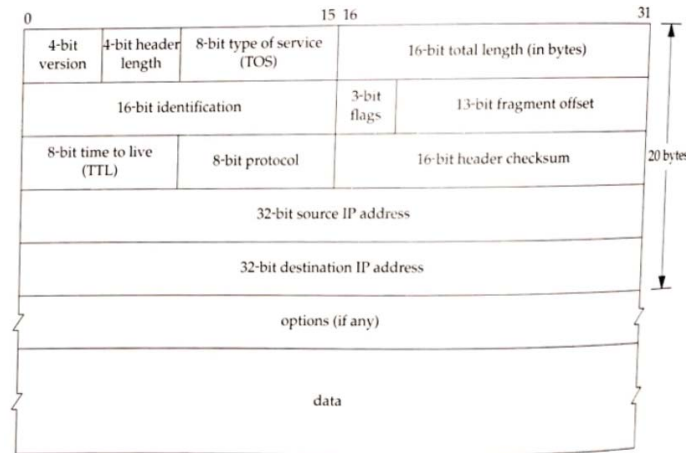 0 15 16 31
4-bit version
4-bit header length
8-bit type of service (TOS)
16-bit total length (in bytes)
16-bit identification
3-bit flags
13-bit fragment offset
8-bit time to live (TTL)
8-bit protocol
16-bit header checksum
20 bytes
32-bit source IP address
32-bit destination IP address
options (if any)
data